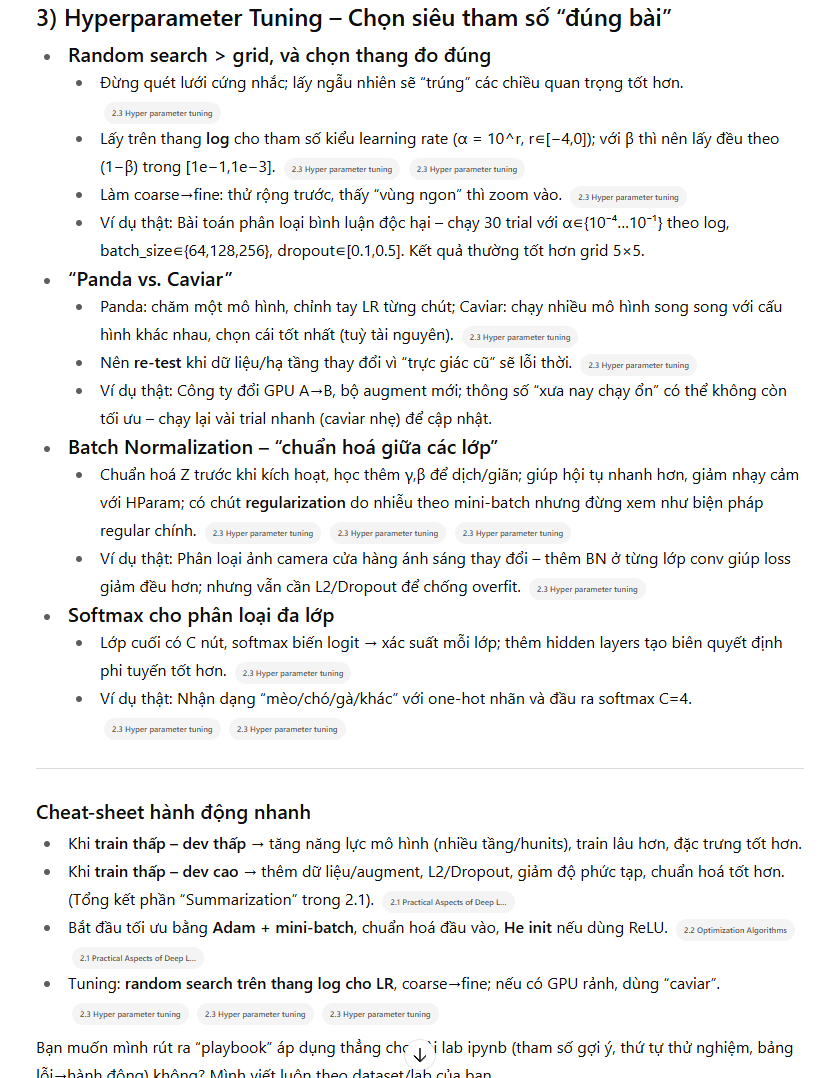 3) Hyperparameter Tuning – Chọn siêu tham số “đúng bài”
Random search > grid, và chọn thang đo đúng
Đừng quét lưới cứng nhắc; lấy ngẫu nhiên sẽ “trúng” các chiều quan trọng tốt hơn.
2.3 Hyper parameter tuning
Lấy trên thang log cho tham số kiểu learning rate (α = 10^r, r∈[−4,0]); với β thì nên lấy đều theo
(1−β) trong [1e−1,1e−3]. 2.3 Hyper parameter tuning 2.3 Hyper parameter tuning
Làm coarse→fine: thử rộng trước, thấy “vùng ngon” thì zoom vào. 2.3 Hyper parameter tuning
Ví dụ thật: Bài toán phân loại bình luận độc hại – chạy 30 trial với α∈{10⁻⁴…10⁻¹} theo log,
batch_size∈{64,128,256}, dropout∈[0.1,0.5]. Kết quả thường tốt hơn grid 5×5.
“Panda vs. Caviar”
Panda: chăm một mô hình, chỉnh tay LR từng chút; Caviar: chạy nhiều mô hình song song với cấu
hình khác nhau, chọn cái tốt nhất (tuỳ tài nguyên). 2.3 Hyper parameter tuning
Nên re-test khi dữ liệu/hạ tầng thay đổi vì “trực giác cũ” sẽ lỗi thời. 2.3 Hyper parameter tuning
Ví dụ thật: Công ty đổi GPU A→B, bộ augment mới; thông số “xưa nay chạy ổn” có thể không còn
tối ưu – chạy lại vài trial nhanh (caviar nhẹ) để cập nhật.
Batch Normalization – “chuẩn hoá giữa các lớp”
Chuẩn hoá Z trước khi kích hoạt, học thêm γ,β để dịch/giãn; giúp hội tụ nhanh hơn, giảm nhạy cảm
với HParam; có chút regularization do nhiễu theo mini-batch nhưng đừng xem như biện pháp
regular chính. 2.3 Hyper parameter tuning 2.3 Hyper parameter tuning 2.3 Hyper parameter tuning
Ví dụ thật: Phân loại ảnh camera cửa hàng ánh sáng thay đổi – thêm BN ở từng lớp conv giúp loss
giảm đều hơn; nhưng vẫn cần L2/Dropout để chống overfit. 2.3 Hyper parameter tuning
Softmax cho phân loại đa lớp
Lớp cuối có C nút, softmax biến logit → xác suất mỗi lớp; thêm hidden layers tạo biên quyết định
phi tuyến tốt hơn. 2.3 Hyper parameter tuning
Ví dụ thật: Nhận dạng “mèo/chó/gà/khác” với one-hot nhãn và đầu ra softmax C=4.
2.3 Hyper parameter tuning 2.3 Hyper parameter tuning
Cheat-sheet hành động nhanh
Khi train thấp – dev thấp → tăng năng lực mô hình (nhiều tầng/hunits), train lâu hơn, đặc trưng tốt hơn.
Khi train thấp – dev cao → thêm dữ liệu/augment, L2/Dropout, giảm độ phức tạp, chuẩn hoá tốt hơn.
(Tổng kết phần “Summarization” trong 2.1). 2.1 Practical Aspects of Deep L...
Bắt đầu tối ưu bằng Adam + mini-batch, chuẩn hoá đầu vào, He init nếu dùng ReLU. 2.2 Optimization Algorithms
2.1 Practical Aspects of Deep L...
Tuning: random search trên thang log cho LR, coarse→fine; nếu có GPU rảnh, dùng “caviar”.
2.3 Hyper parameter tuning 2.3 Hyper parameter tuning 2.3 Hyper parameter tuning
Bạn muốn mình rút ra “playbook” áp dụng thẳng cho lab ipynb (tham số gợi ý, thứ tự thử nghiệm, bảng
lỗi→hành động) không? Mình viết luôn theo dataset/lab của bạn